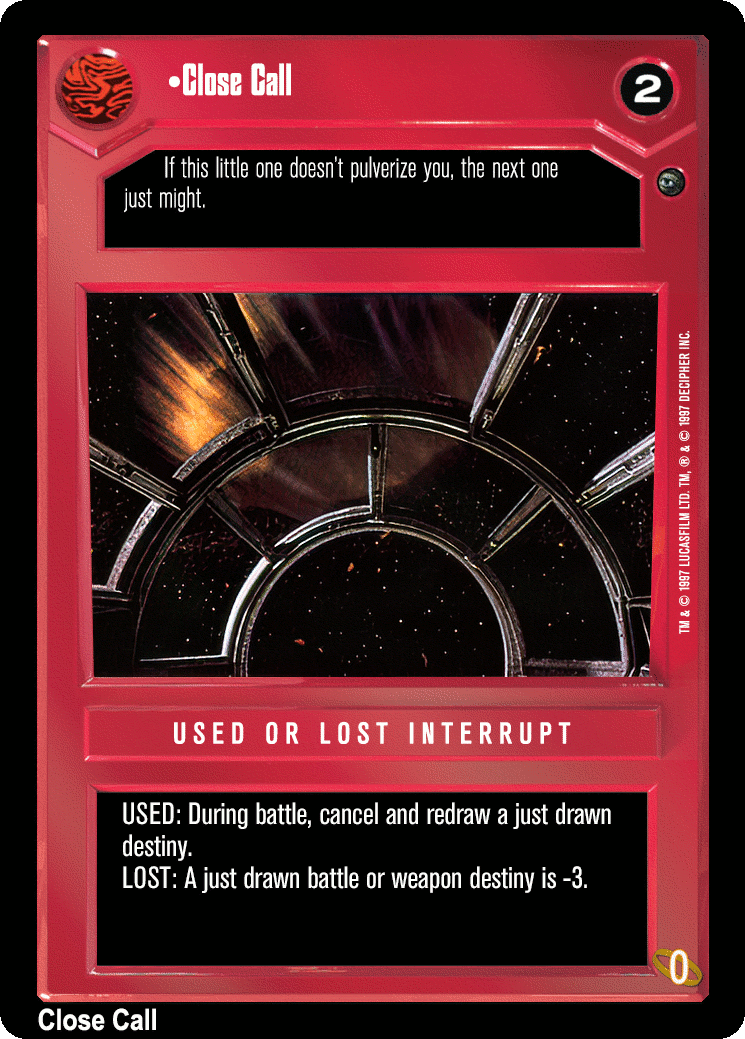 •Close Call
2
If this little one doesn't pulverize you, the next one
just might.
TM & © 1997 LUCASFILM LTD. TM, ® & © 1997 DECIPHER INC.
USED OR LOST INTERRUPT
USED: During battle, cancel and redraw a just drawn
destiny.
LOST: A just drawn battle or weapon destiny is -3.
0
Close Call